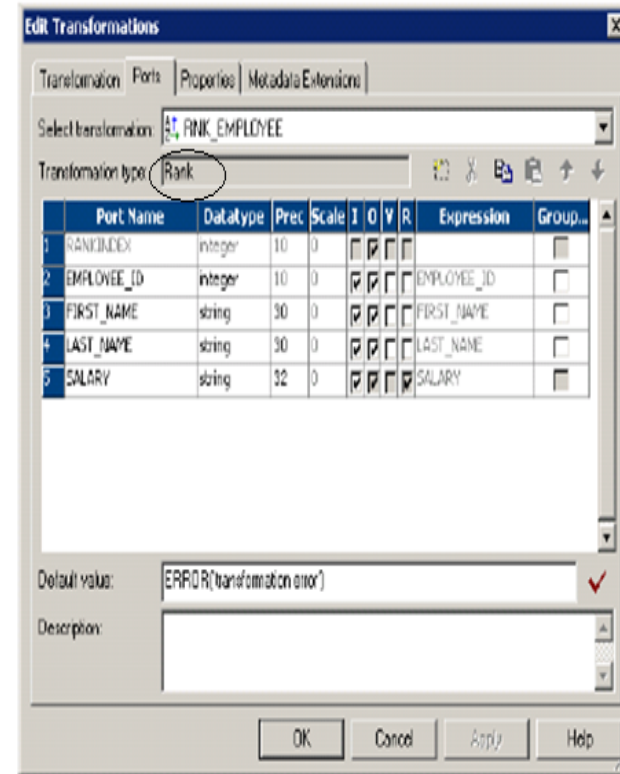 Edit Transformations
Transformation Ports Properties Metadata Extensions
Select transformation: RNK_EMPLOYEE
Transformation type: Rank
Port Name Datatype Prec Scale I O V R Expression Group...
1 RANKINDEX integer 10 0
2 EMPLOYEE_ID integer 10 0 EMPLOYEE_ID
3 FIRST_NAME string 30 0 FIRST_NAME
4 LAST_NAME string 30 0 LAST_NAME
5 SALARY string 32 0 SALARY
Default value: ERROR('transformation error')
Description:
OK Cancel Apply Help